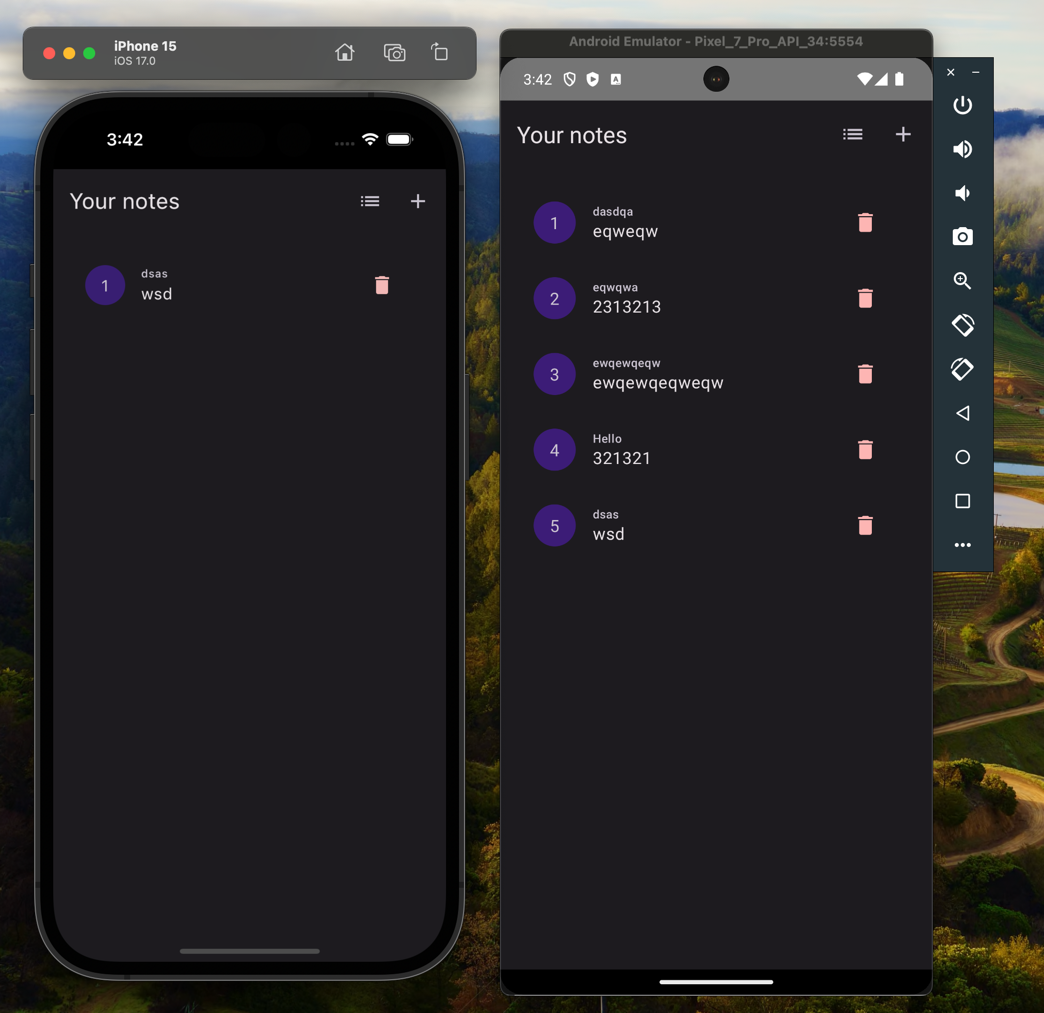 iPhone 15
iOS 17.0
3:42
Your notes
1
dsas
wsd
Android Emulator - Pixel_7_Pro_API_34:5554
3:42
A
Your notes
1
dasdqa
eqweqw
2
eqwqwa
2313213
3
ewqewqeqw
ewqewqeqweqw
4
Hello
321321
5
dsas
wsd